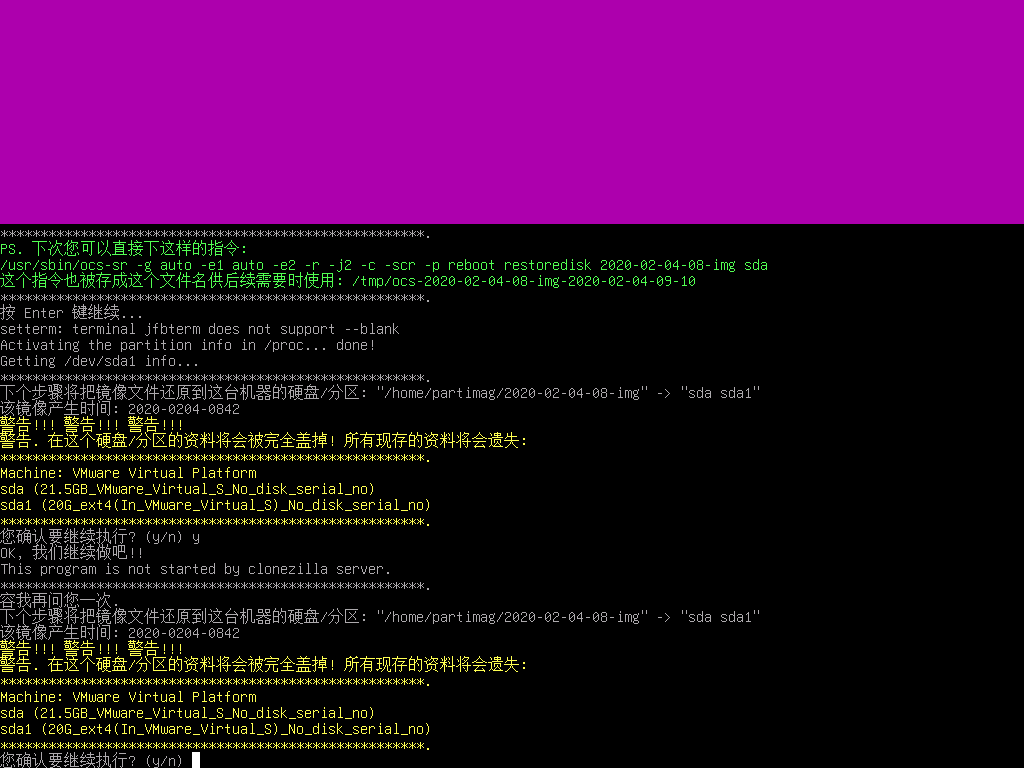 *****************************************************.
PS. 下次您可以直接下这样的指令:
/usr/sbin/ocs-sr -g auto -e1 auto -e2 -r -j2 -c -scr -p reboot restoredisk 2020-02-04-08-img sda
这个指令也被存成这个文件名供后续需要时使用: /tmp/ocs-2020-02-04-08-img-2020-02-04-09-10
*****************************************************.
按 Enter 键继续...
setterm: terminal jfbterm does not support --blank
Activating the partition info in /proc... done!
Getting /dev/sda1 info...
*****************************************************.
下个步骤将把镜像文件还原到这台机器的硬盘/分区: "/home/partimag/2020-02-04-08-img" -> "sda sda1"
该镜像产生时间: 2020-0204-0842
警告!!! 警告!!! 警告!!!
警告. 在这个硬盘/分区的资料将会被完全盖掉! 所有现存的资料将会遗失:
*****************************************************.
Machine: VMware Virtual Platform
sda (21.5GB_VMware_Virtual_S_No_disk_serial_no)
sda1 (20G_ext4(In_VMware_Virtual_S)_No_disk_serial_no)
*****************************************************.
您确认要继续执行? (y/n) y
OK, 我们继续做吧!!
This program is not started by clonezilla server.
*****************************************************.
容我再问您一次.
下个步骤将把镜像文件还原到这台机器的硬盘/分区: "/home/partimag/2020-02-04-08-img" -> "sda sda1"
该镜像产生时间: 2020-0204-0842
警告!!! 警告!!! 警告!!!
警告. 在这个硬盘/分区的资料将会被完全盖掉! 所有现存的资料将会遗失:
*****************************************************.
Machine: VMware Virtual Platform
sda (21.5GB_VMware_Virtual_S_No_disk_serial_no)
sda1 (20G_ext4(In_VMware_Virtual_S)_No_disk_serial_no)
*****************************************************.
您确认要继续执行? (y/n)